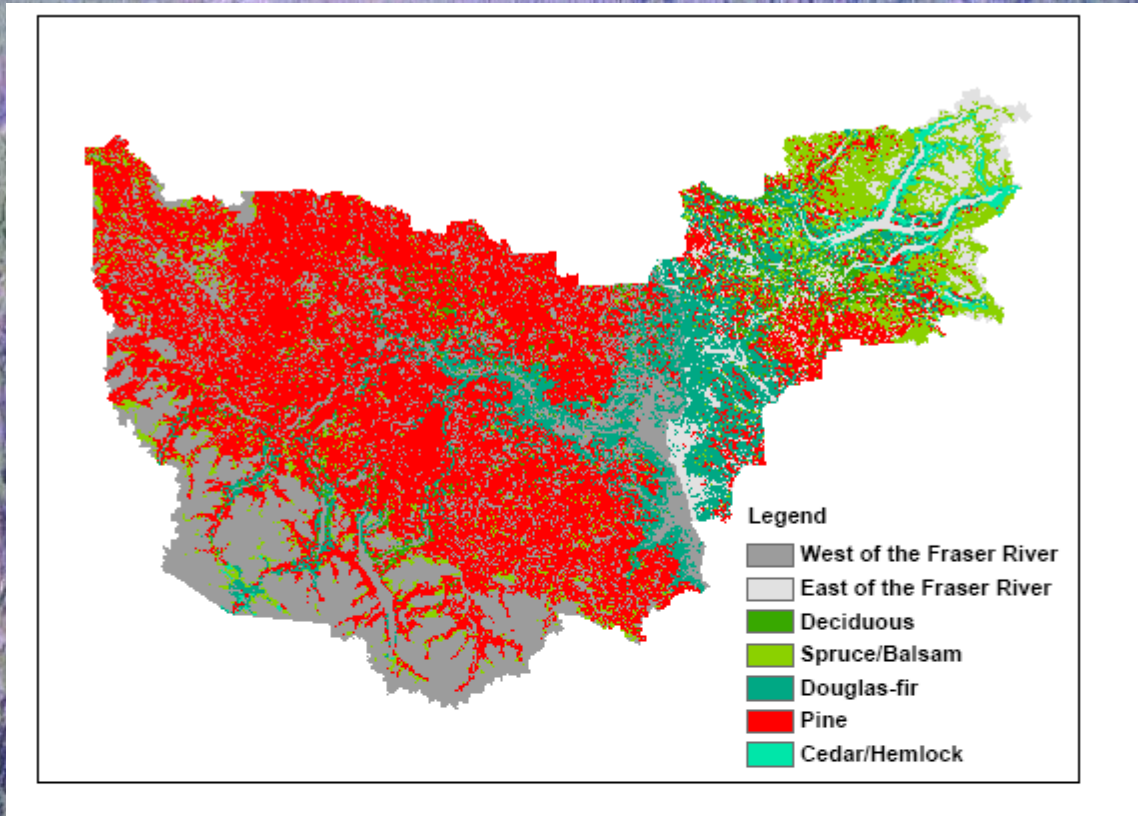 Legend
West of the Fraser River
East of the Fraser River
Deciduous
Spruce/Balsam
Douglas-fir
Pine
Cedar/Hemlock